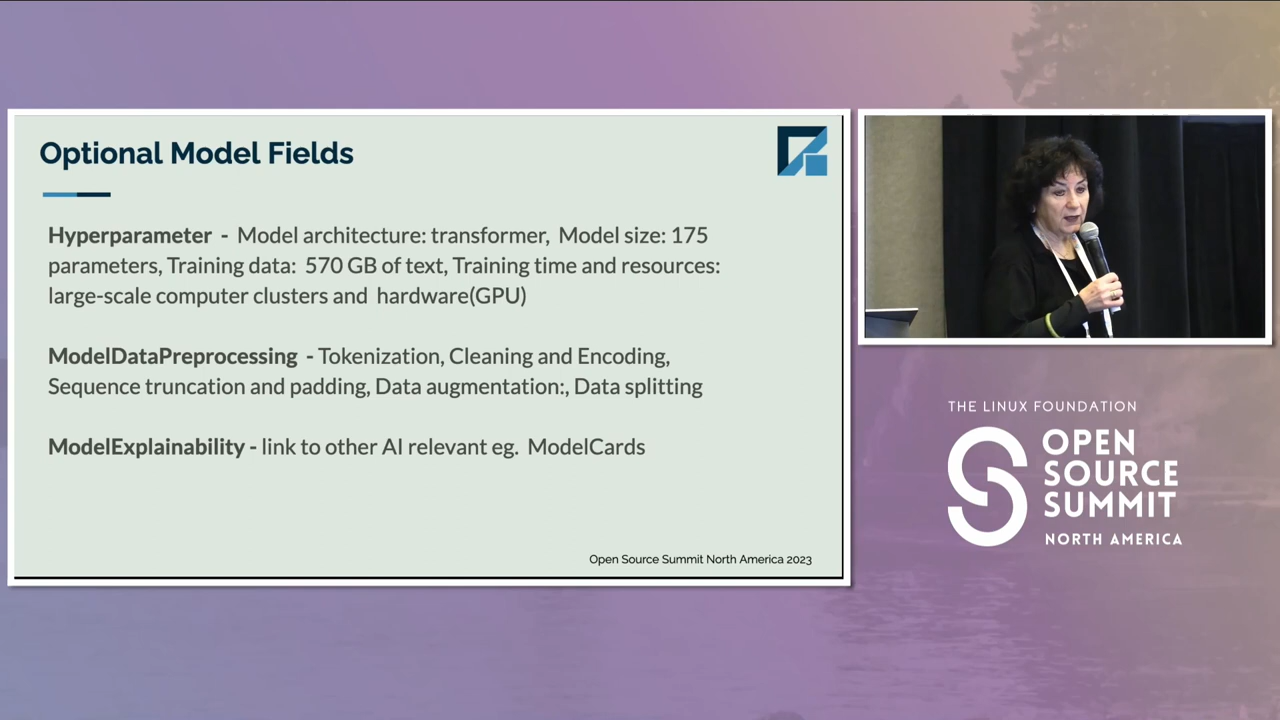 Optional Model Fields
Hyperparameter - Model architecture: transformer, Model size: 175
parameters, Training data: 570 GB of text, Training time and resources:
large-scale computer clusters and hardware(GPU)
ModelDataPreprocessing - Tokenization, Cleaning and Encoding,
Sequence truncation and padding, Data augmentation:, Data splitting
ModelExplainability - link to other AI relevant eg. ModelCards
Open Source Summit North America 2023
THE LINUX FOUNDATION
OPEN
SOURCE
SUMMIT
NORTH AMERICA